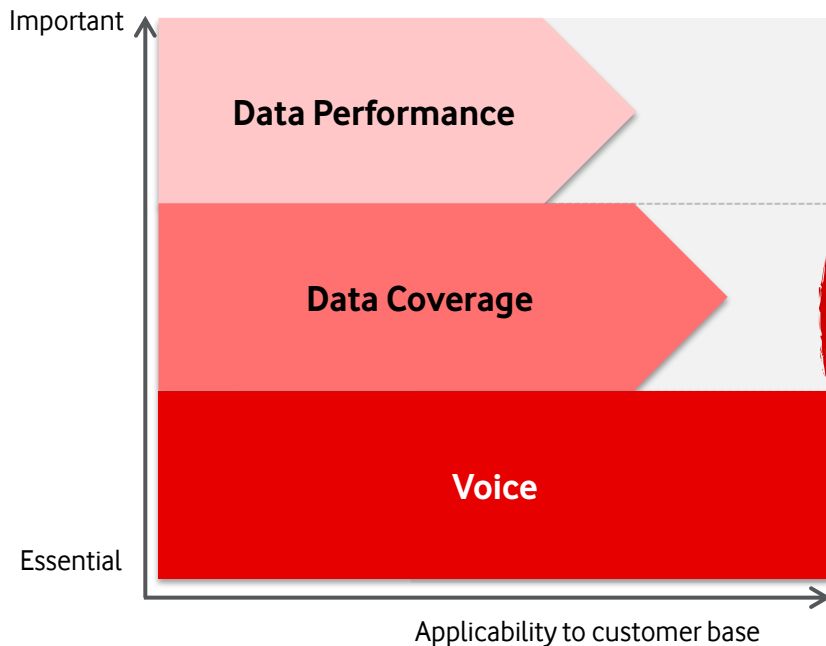 Important
Data Performance
Data Coverage
Voice
Essential
Applicability to customer base